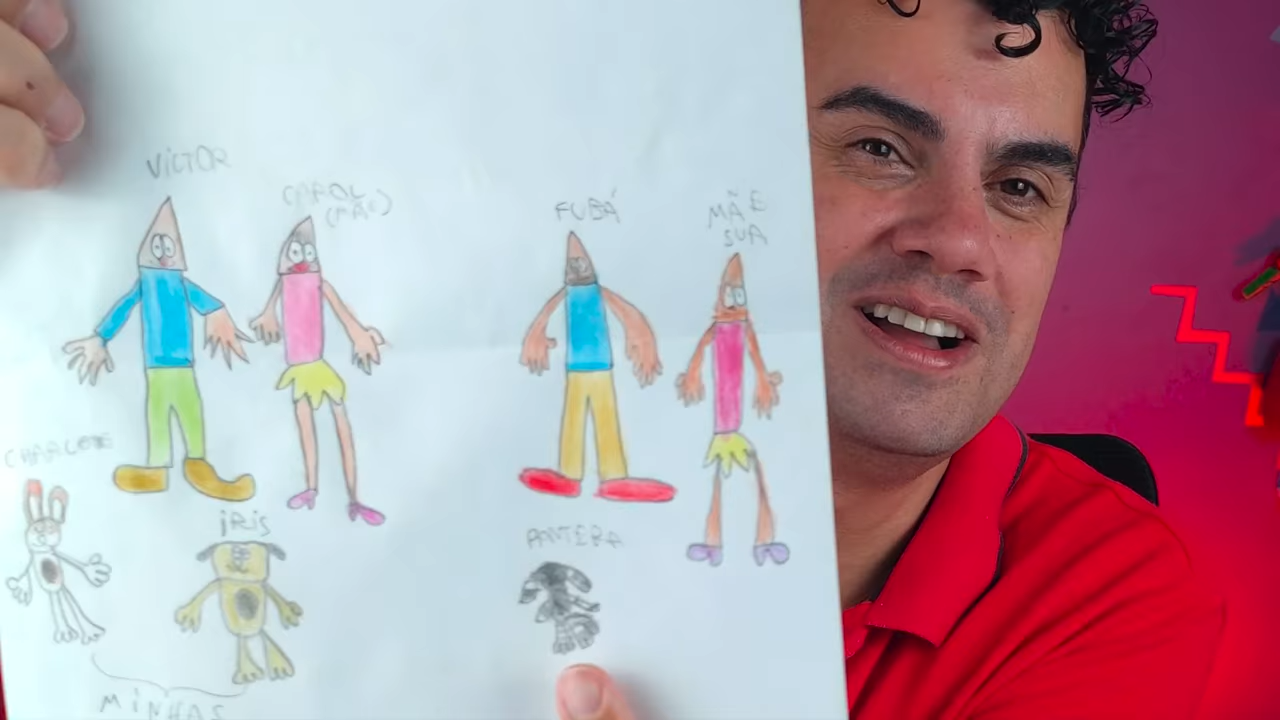 VICTOR
CAROL
(MÃE)
FUBÁ
MÃE
SUA
CHARLOTE
IRIS
PANTERA
MINHAS